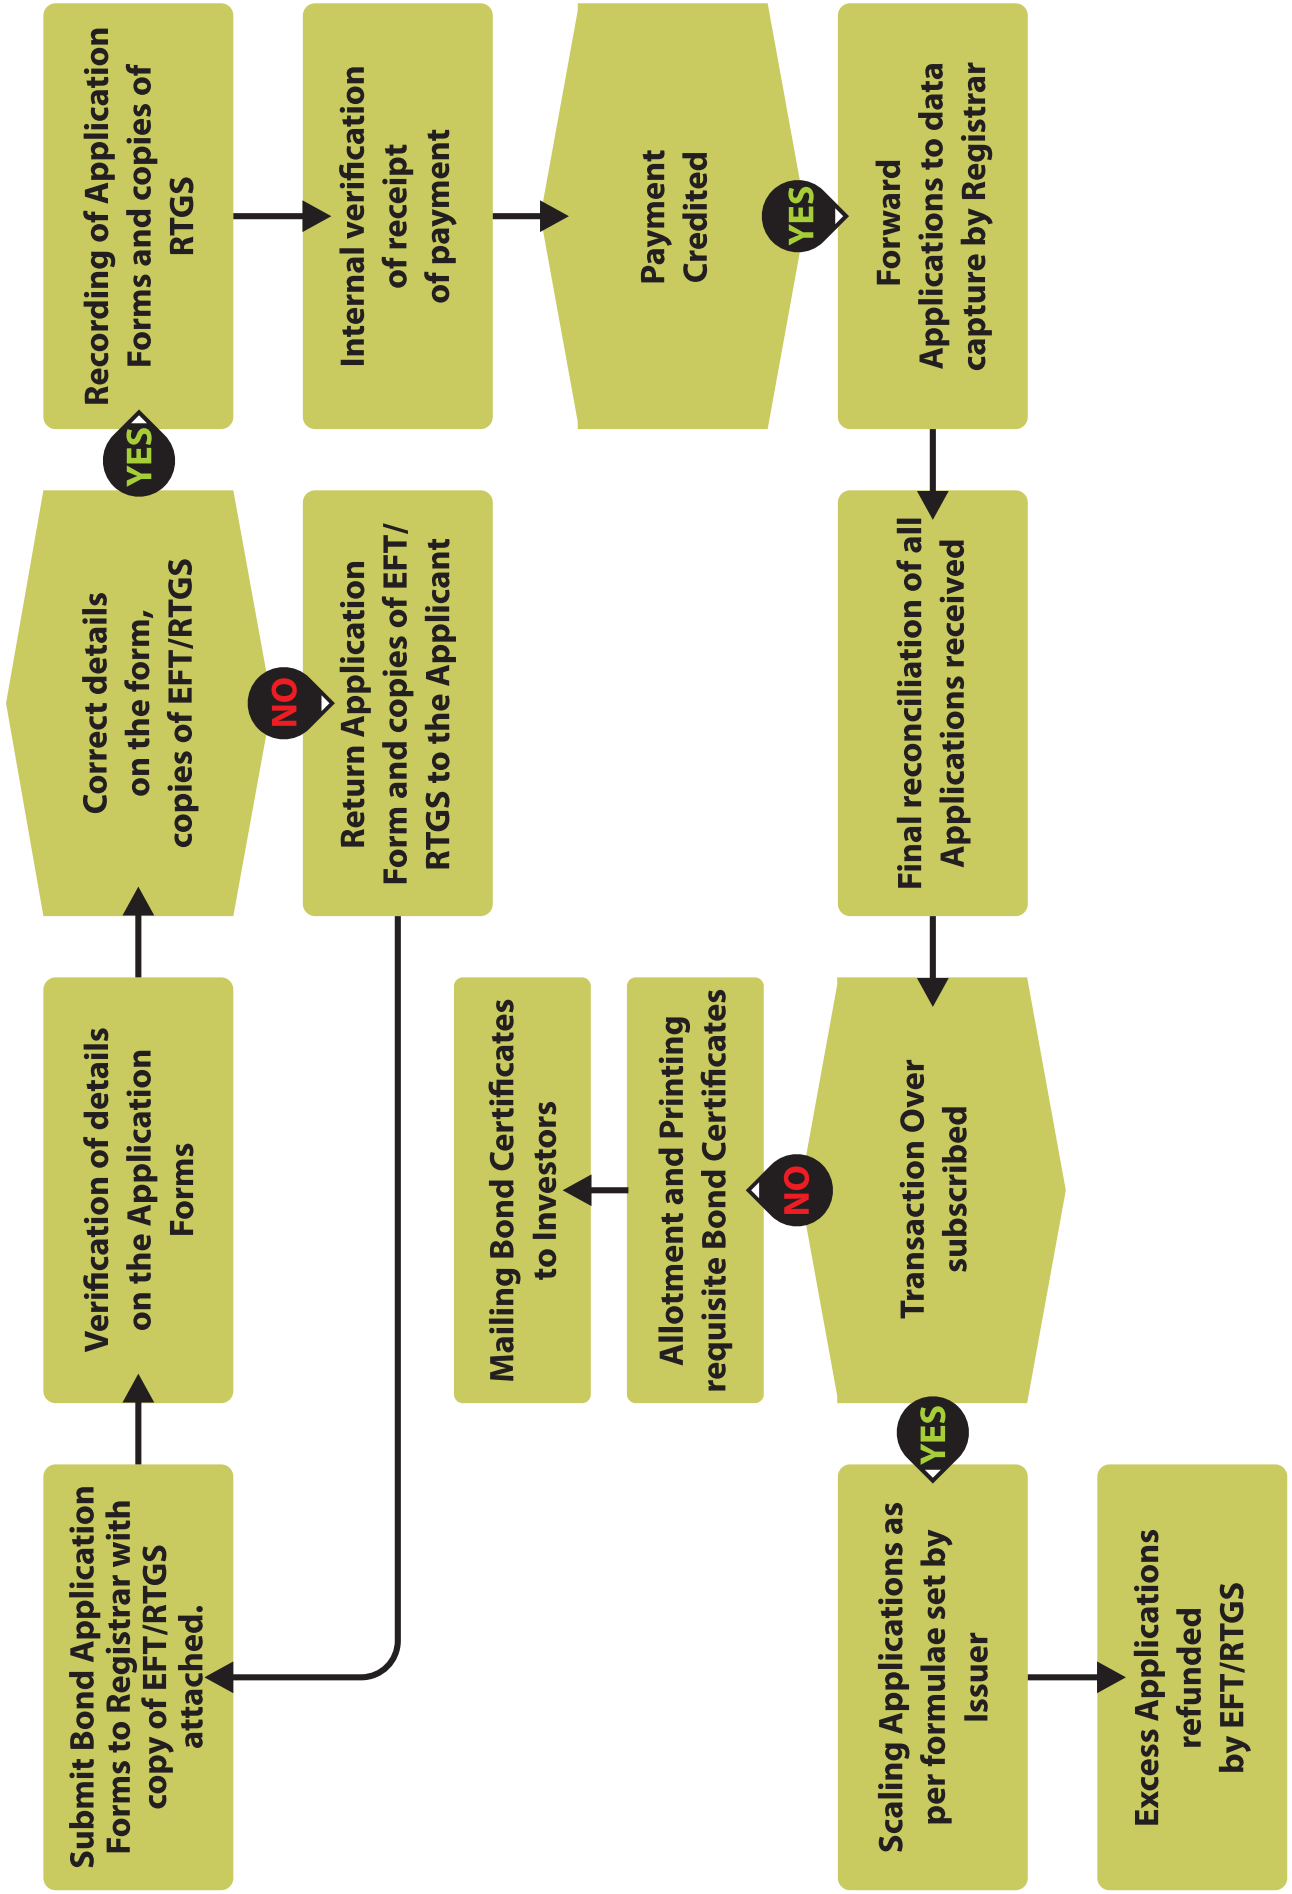 Submit Bond Application
Forms to Registrar with
copy of EFT/RTGS
attached.
Verification of details
on the Application
Forms
Correct details
on the form,
copies of EFT/RTGS
YES
Recording of Application
Forms and copies of
RTGS
NO
Return Application
Form and copies of EFT/
RTGS to the Applicant
Internal verification
of receipt
of payment
Payment
Credited
YES
Forward
Applications to data
capture by Registrar
Final reconciliation of all
Applications received
Transaction Over
subscribed
NO
Allotment and Printing
requisite Bond Certificates
Mailing Bond Certificates
to Investors
YES
Scaling Applications as
per formulae set by
Issuer
Excess Applications
refunded
by EFT/RTGS